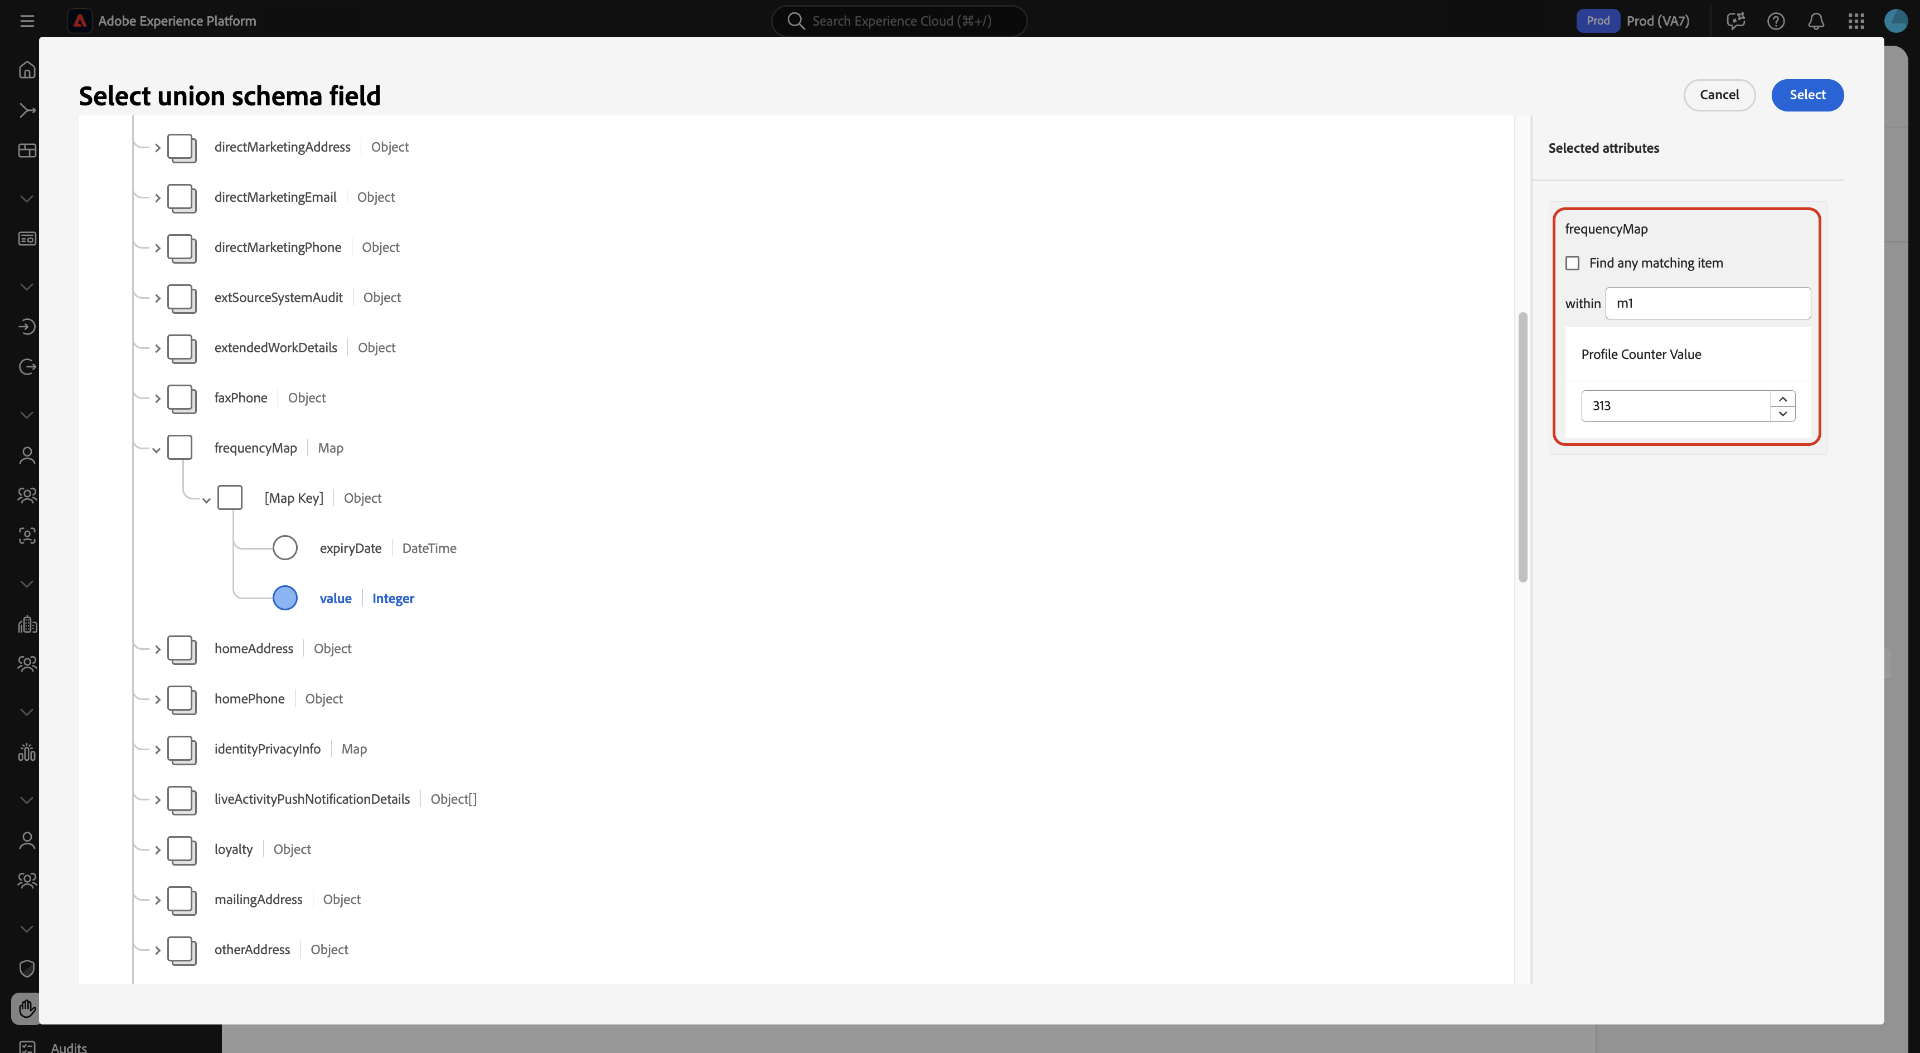 Adobe Experience Platform
Search Experience Cloud (⌘+/)
Prod
Prod (VA7)
Select union schema field
Cancel
Select
directMarketingAddress Object
directMarketingEmail Object
directMarketingPhone Object
extSourceSystemAudit Object
extendedWorkDetails Object
faxPhone Object
frequencyMap Map
[Map Key] Object
expiryDate DateTime
value Integer
homeAddress Object
homePhone Object
identityPrivacyInfo Map
liveActivityPushNotificationDetails Object[]
loyalty Object
mailingAddress Object
otherAddress Object
Selected attributes
frequencyMap
Find any matching item
within m1
Profile Counter Value
313
Audits